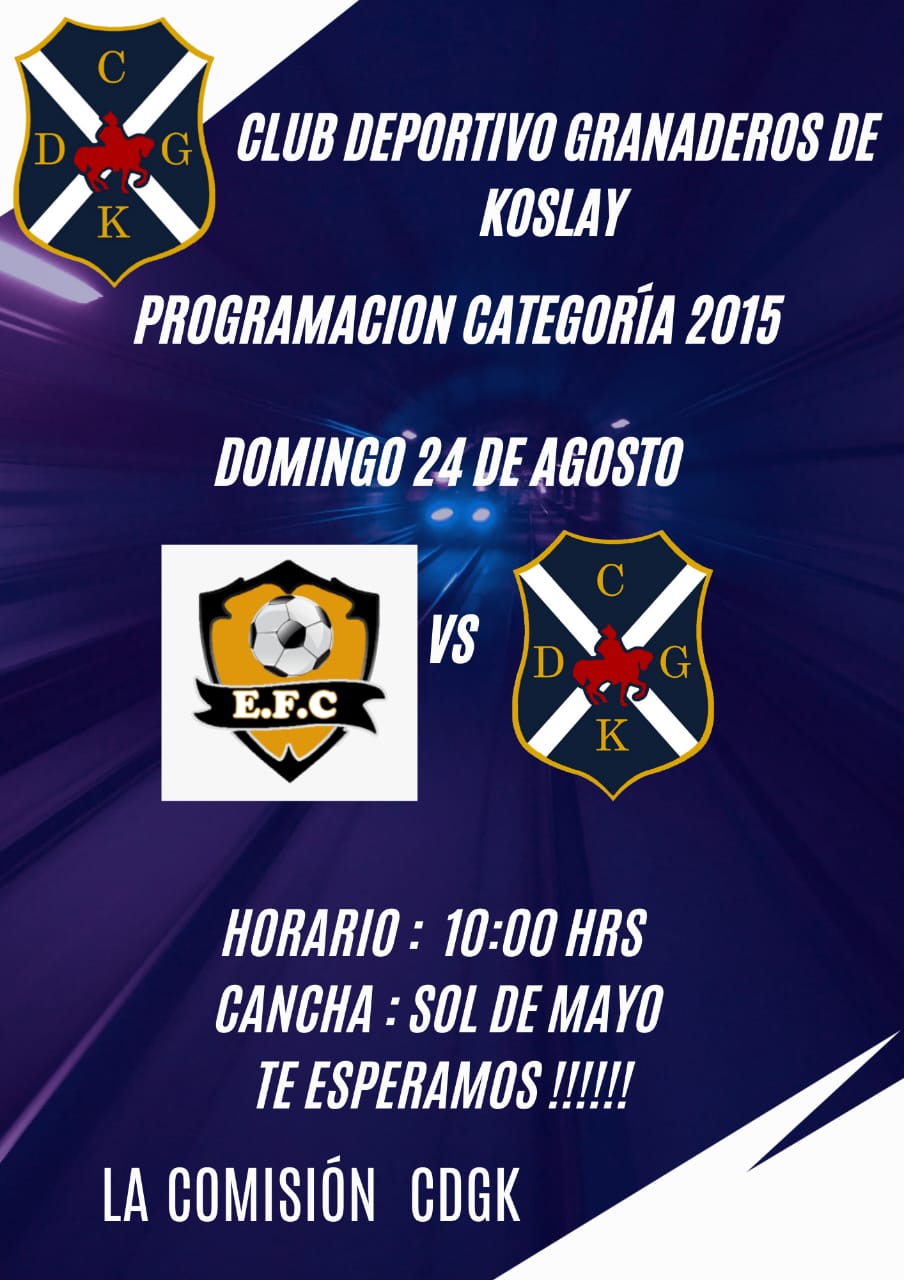 C
D G
K
CLUB DEPORTIVO GRANADEROS DE
KOSLAY
PROGRAMACION CATEGORÍA 2015
DOMINGO 24 DE AGOSTO
E.F.C
VS
C
D G
K
HORARIO : 10:00 HRS
CANCHA : SOL DE MAYO
TE ESPERAMOS !!!!!!
LA COMISIÓN CDGK